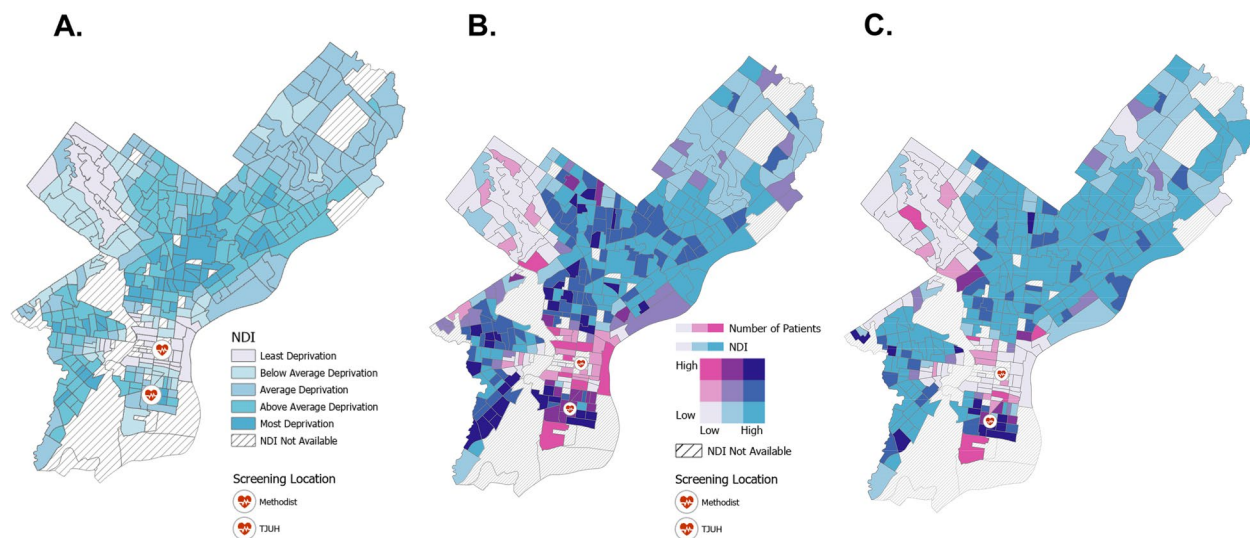 A.
B.
C.
NDI
Least Deprivation
Below Average Deprivation
Average Deprivation
Above Average Deprivation
Most Deprivation
NDI Not Available
Screening Location
Methodist
TJUH
Number of Patients
NDI
High
Low
Low High
NDI Not Available
Screening Location
Methodist
TJUH